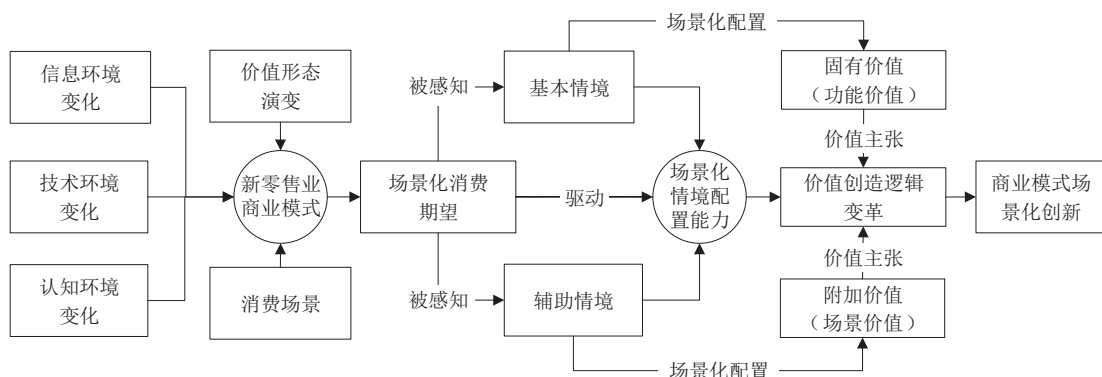 场景化配置
信息环境
变化
价值形态
演变
被感知
基本情境
固有价值
（功能价值）
价值主张
技术环境
变化
新零售业
商业模式
场景化消费
期望
驱动
场景化
情境配
置能力
价值创造逻辑
变革
商业模式场
景化创新
认知环境
变化
消费场景
被感知
辅助情境
价值主张
附加价值
（场景价值）
场景化配置